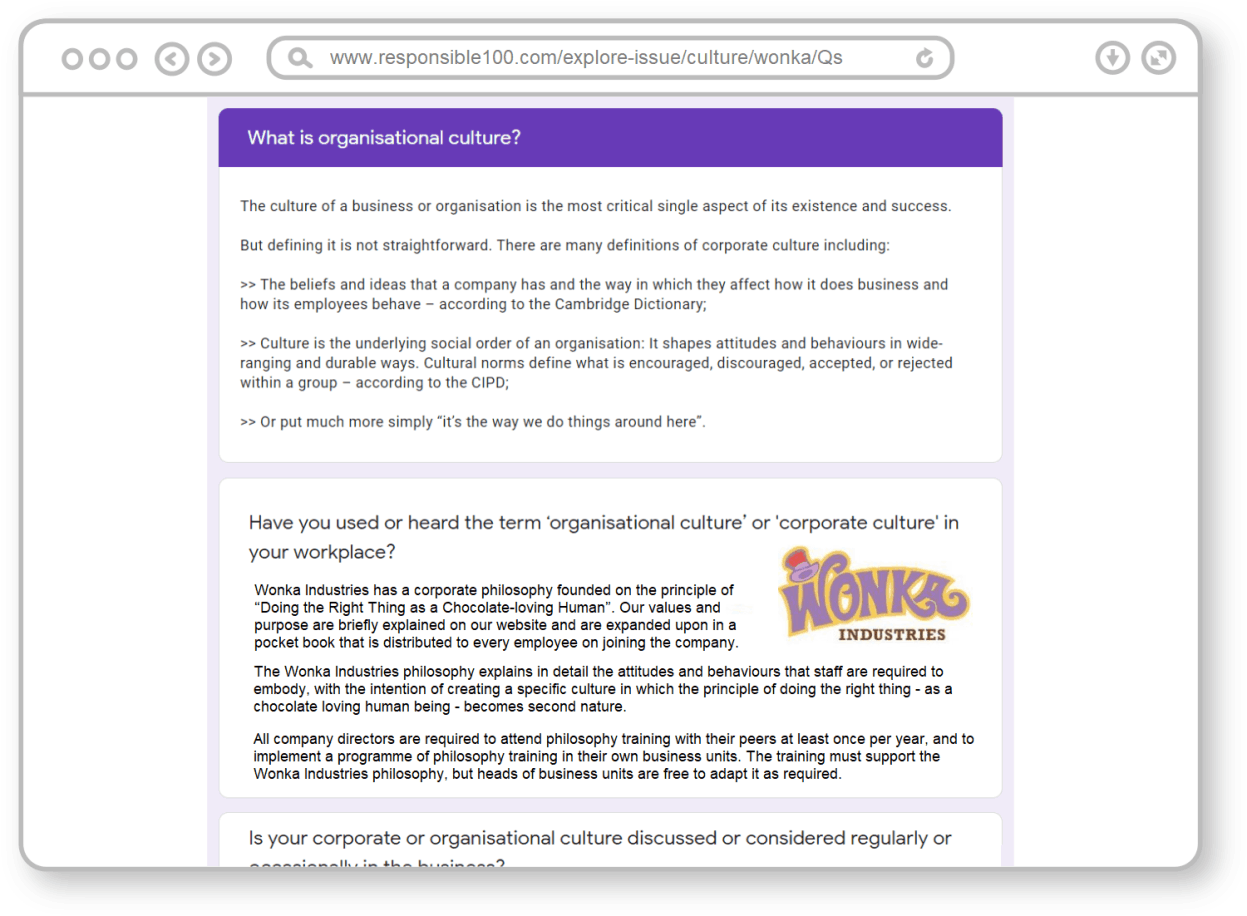 www.responsible100.com/explore-issue/culture/wonka/Qs
What is organisational culture?
The culture of a business or organisation is the most critical single aspect of its existence and success.
But defining it is not straightforward. There are many definitions of corporate culture including:
>> The beliefs and ideas that a company has and the way in which they affect how it does business and
how its employees behave – according to the Cambridge Dictionary;
>> Culture is the underlying social order of an organisation: It shapes attitudes and behaviours in wide-
ranging and durable ways. Cultural norms define what is encouraged, discouraged, accepted, or rejected
within a group – according to the CIPD;
>> Or put much more simply “it’s the way we do things around here”.
Have you used or heard the term ‘organisational culture’ or 'corporate culture' in
your workplace?
Wonka Industries has a corporate philosophy founded on the principle of
“Doing the Right Thing as a Chocolate-loving Human”. Our values and
purpose are briefly explained on our website and are expanded upon in a
pocket book that is distributed to every employee on joining the company.
WONKA
INDUSTRIES
The Wonka Industries philosophy explains in detail the attitudes and behaviours that staff are required to
embody, with the intention of creating a specific culture in which the principle of doing the right thing - as a
chocolate loving human being - becomes second nature.
All company directors are required to attend philosophy training with their peers at least once per year, and to
implement a programme of philosophy training in their own business units. The training must support the
Wonka Industries philosophy, but heads of business units are free to adapt it as required.
Is your corporate or organisational culture discussed or considered regularly or
occasionally in the business?